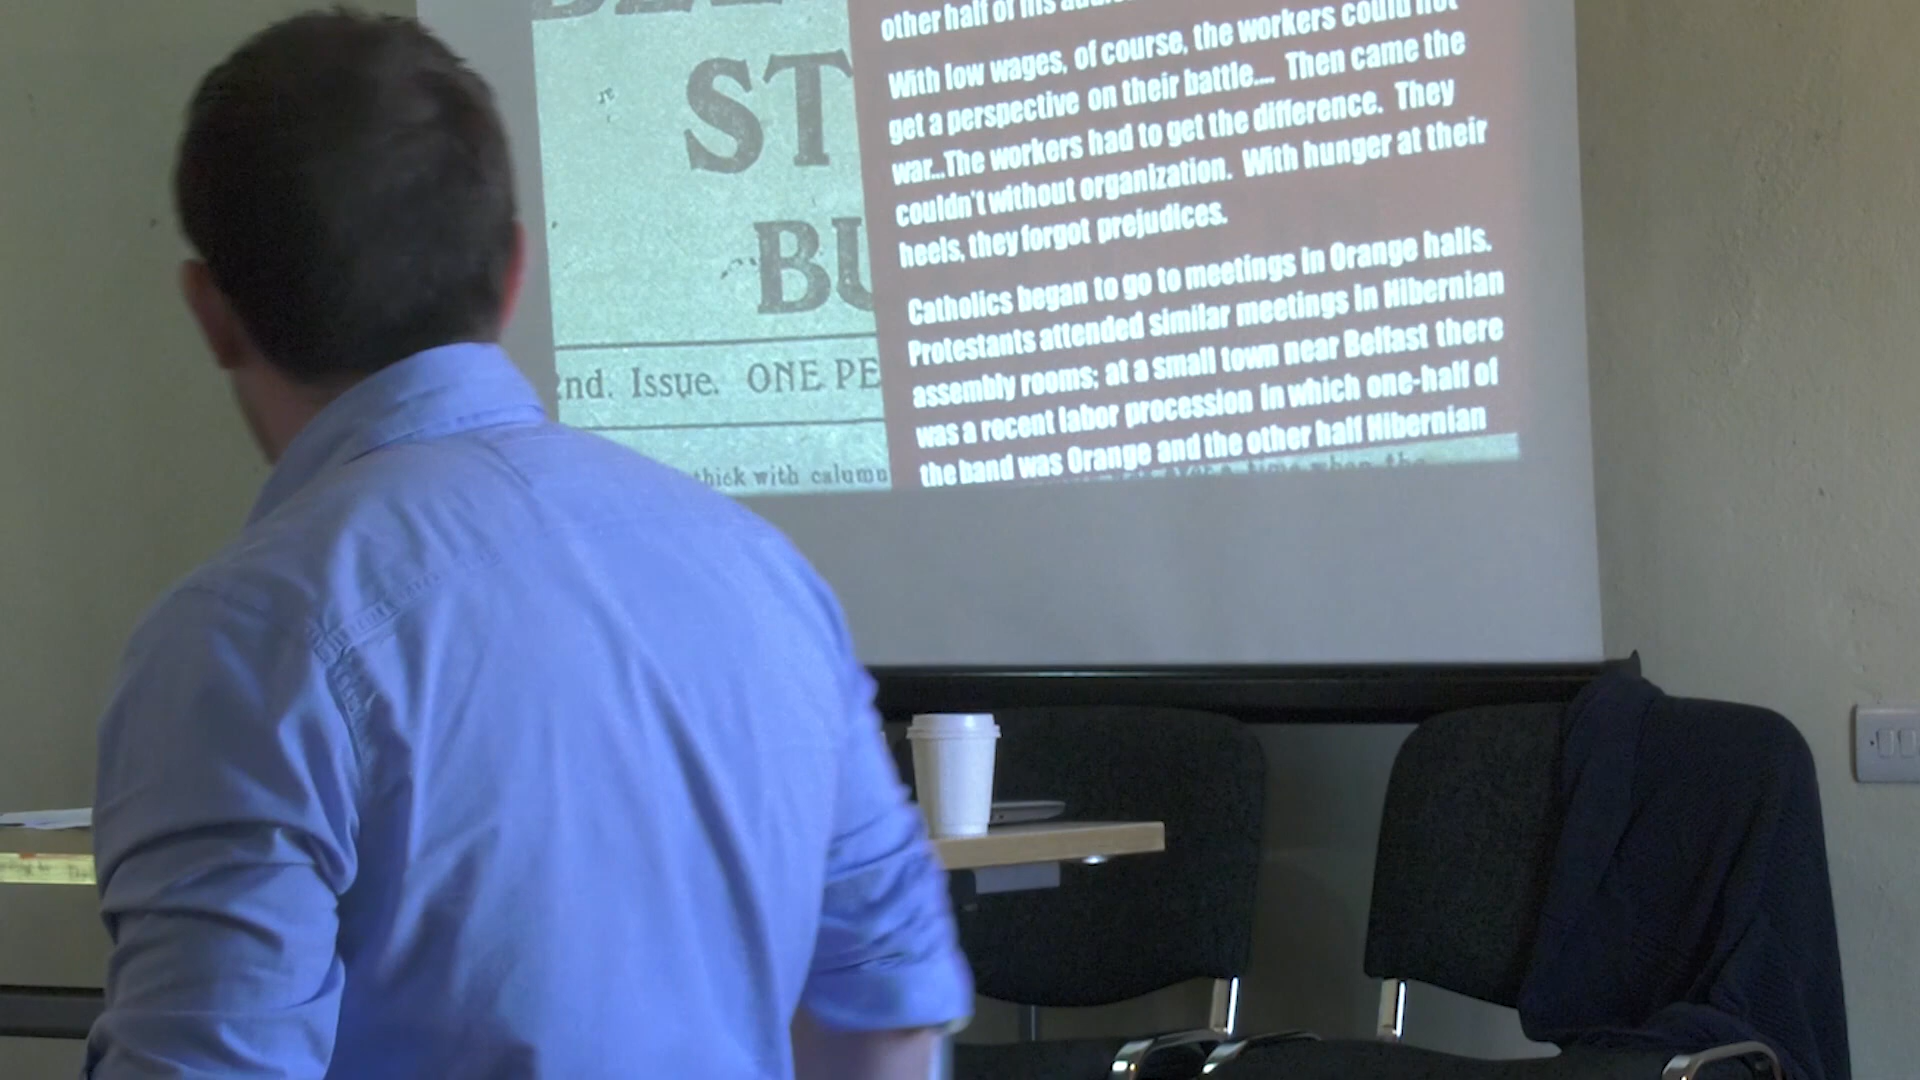 ST
BU
2nd. Issue. ONE PE
thick with calumn
other half of his
With low wages, of course, the workers could not
get a perspective on their battle.... Then came the
war...The workers had to get the difference. They
couldn't without organization. With hunger at their
heels, they forgot prejudices.
Catholics began to go to meetings in Orange halls.
Protestants attended similar meetings in Hibernian
assembly rooms; at a small town near Belfast there
was a recent labor procession in which one-half of
the band was Orange and the other half Hibernian